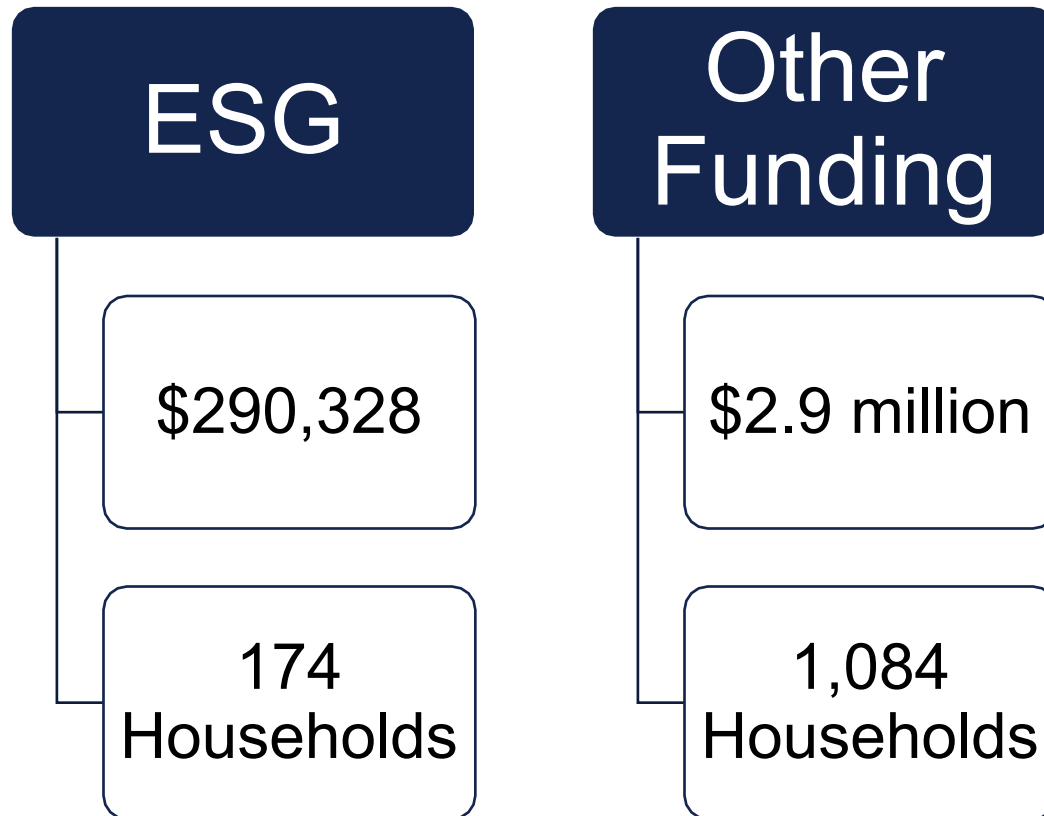 ESG
$290,328
174
Households
Other
Funding
$2.9 million
1,084
Households